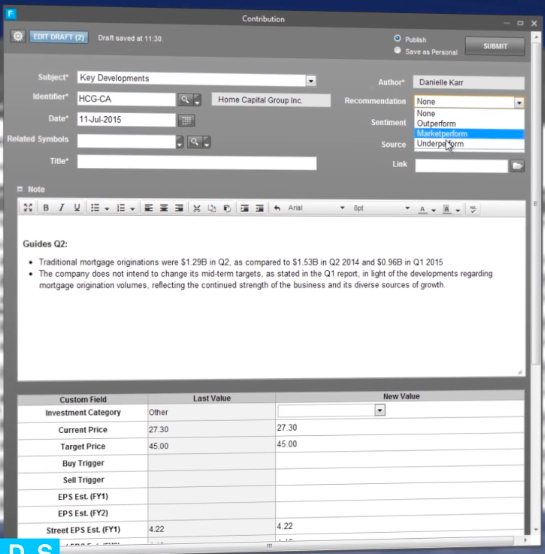 Contribution
EDIT DRAFT (2) Draft saved at 11:30.
Publish
Save as Personal
SUBMIT
Subject* Key Developments
Author* Danielle Karr
Identifier* HCG-CA Home Capital Group Inc.
Recommendation None
None
Outperform
Marketperform
Underperform
Date* 11-Jul-2015
Sentiment
Related Symbols
Source
Title*
Link
Note
B I U Arial 8pt A
Guides Q2:
• Traditional mortgage originations were $1.29B in Q2, as compared to $1.53B in Q2 2014 and $0.96B in Q1 2015
• The company does not intend to change its mid-term targets, as stated in the Q1 report, in light of the developments regarding
mortgage origination volumes, reflecting the continued strength of the business and its diverse sources of growth.
Custom Field Last Value New Value
Investment Category Other
Current Price 27.30 27.30
Target Price 45.00 45.00
Buy Trigger
Sell Trigger
EPS Est. (FY1)
EPS Est. (FY2)
Street EPS Est. (FY1) 4.22 4.22
D S